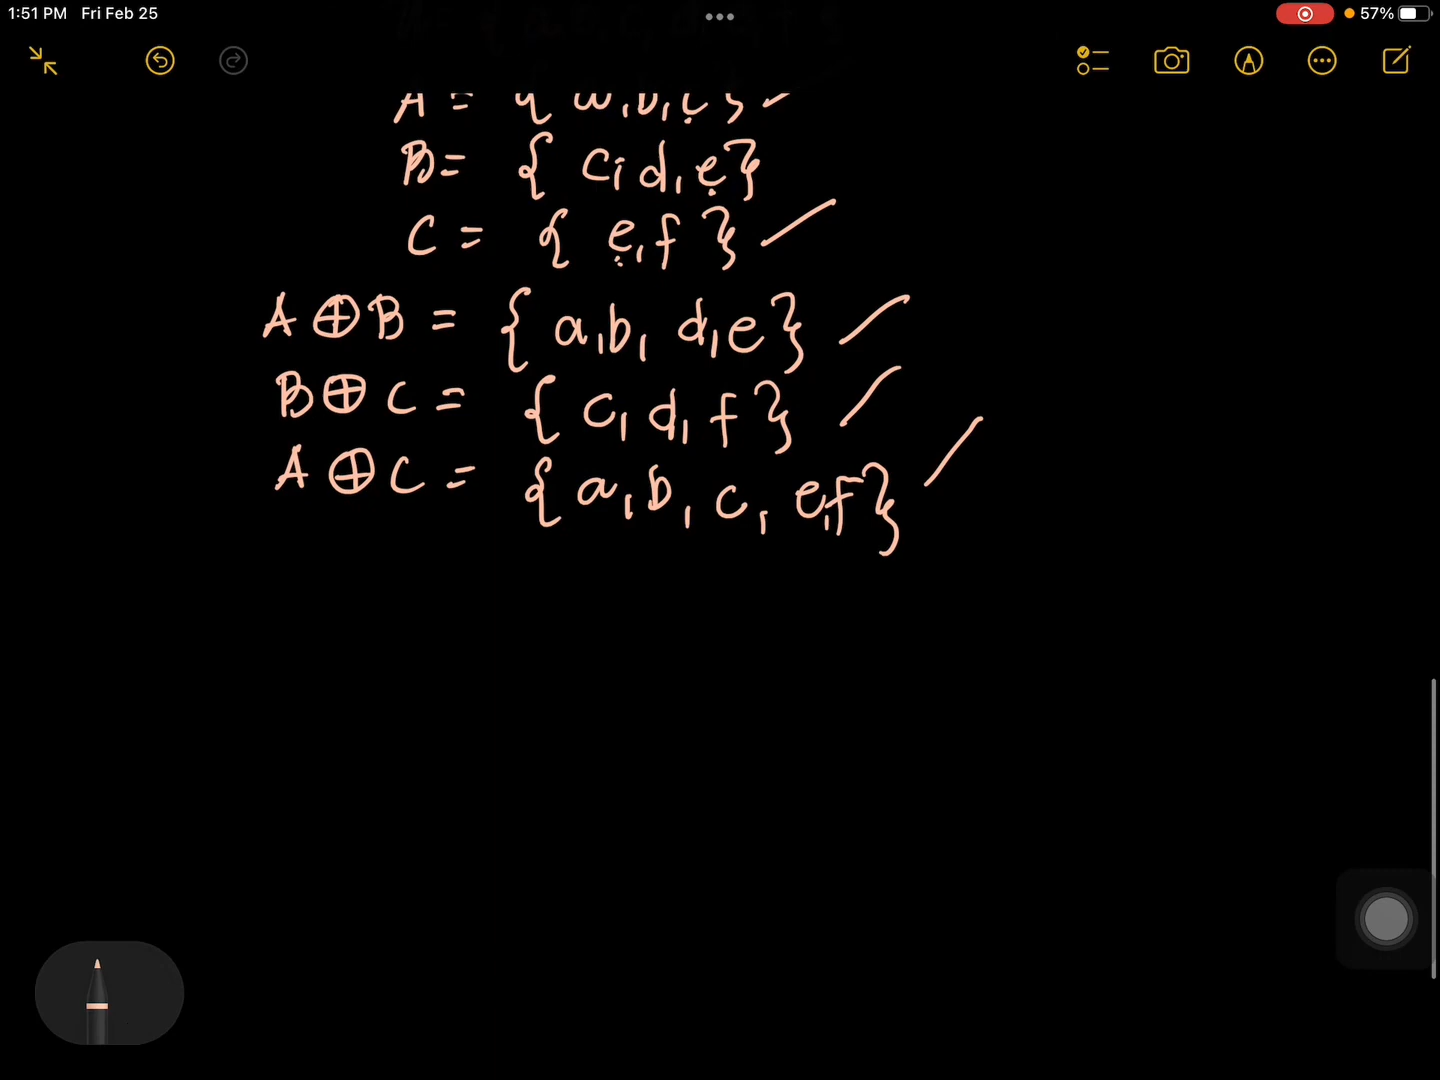 1:51 PM Fri Feb 25
57%
B = { c, d, e }
C = { e, f }
A ⊕ B = { a, b, d, e }
B ⊕ C = { c, d, f }
A ⊕ C = { a, b, c, e, f }